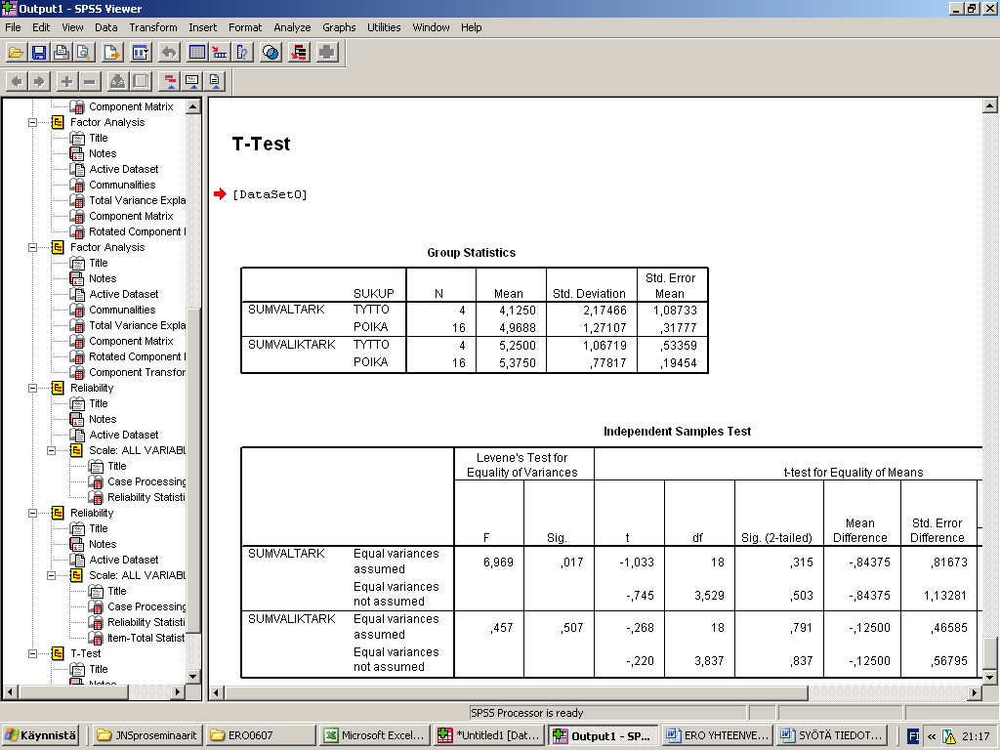 Output1 - SPSS Viewer
File Edit View Data Transform Insert Format Analyze Graphs Utilities Window Help
Component Matrix
Factor Analysis
Title
Notes
Active Dataset
Communalities
Total Variance Expla
Component Matrix
Rotated Component
Factor Analysis
Title
Notes
Active Dataset
Communalities
Total Variance Expla
Component Matrix
Rotated Component
Component Transfor
Reliability
Title
Notes
Active Dataset
Scale: ALL VARIABL
Title
Case Processing
Reliability Statisti
Reliability
Title
Notes
Active Dataset
Scale: ALL VARIABL
Title
Case Processing
Reliability Statisti
Item-Total Statist
T-Test
Title
Notes
T-Test
[DataSet0]
Group Statistics
SUKUP N Mean Std. Deviation Std. Error Mean
SUMVALTARK TYTTO 4 4,1250 2,17466 1,08733
POIKA 16 4,9688 1,27107 ,31777
SUMVALIKTARK TYTTO 4 5,2500 1,06719 ,53359
POIKA 16 5,3750 ,77817 ,19454
Independent Samples Test
Levene's Test for Equality of Variances t-test for Equality of Means
F Sig. t df Sig. (2-tailed) Mean Difference Std. Error Difference
SUMVALTARK Equal variances assumed 6,969 ,017 -1,033 18 ,315 -,84375 ,81673
Equal variances not assumed -,745 3,529 ,503 -,84375 1,13281
SUMVALIKTARK Equal variances assumed ,457 ,507 -,268 18 ,791 -,12500 ,46585
Equal variances not assumed -,220 3,837 ,837 -,12500 ,56795
SPSS Processor is ready
Käynnistä JNSproseminaarit ERO0607 Microsoft Excel... *Untitled1 [Dat... Output1 - SP... ERO YHTEENVE... SYÖTÄ TIEDOT... FI « 21:17